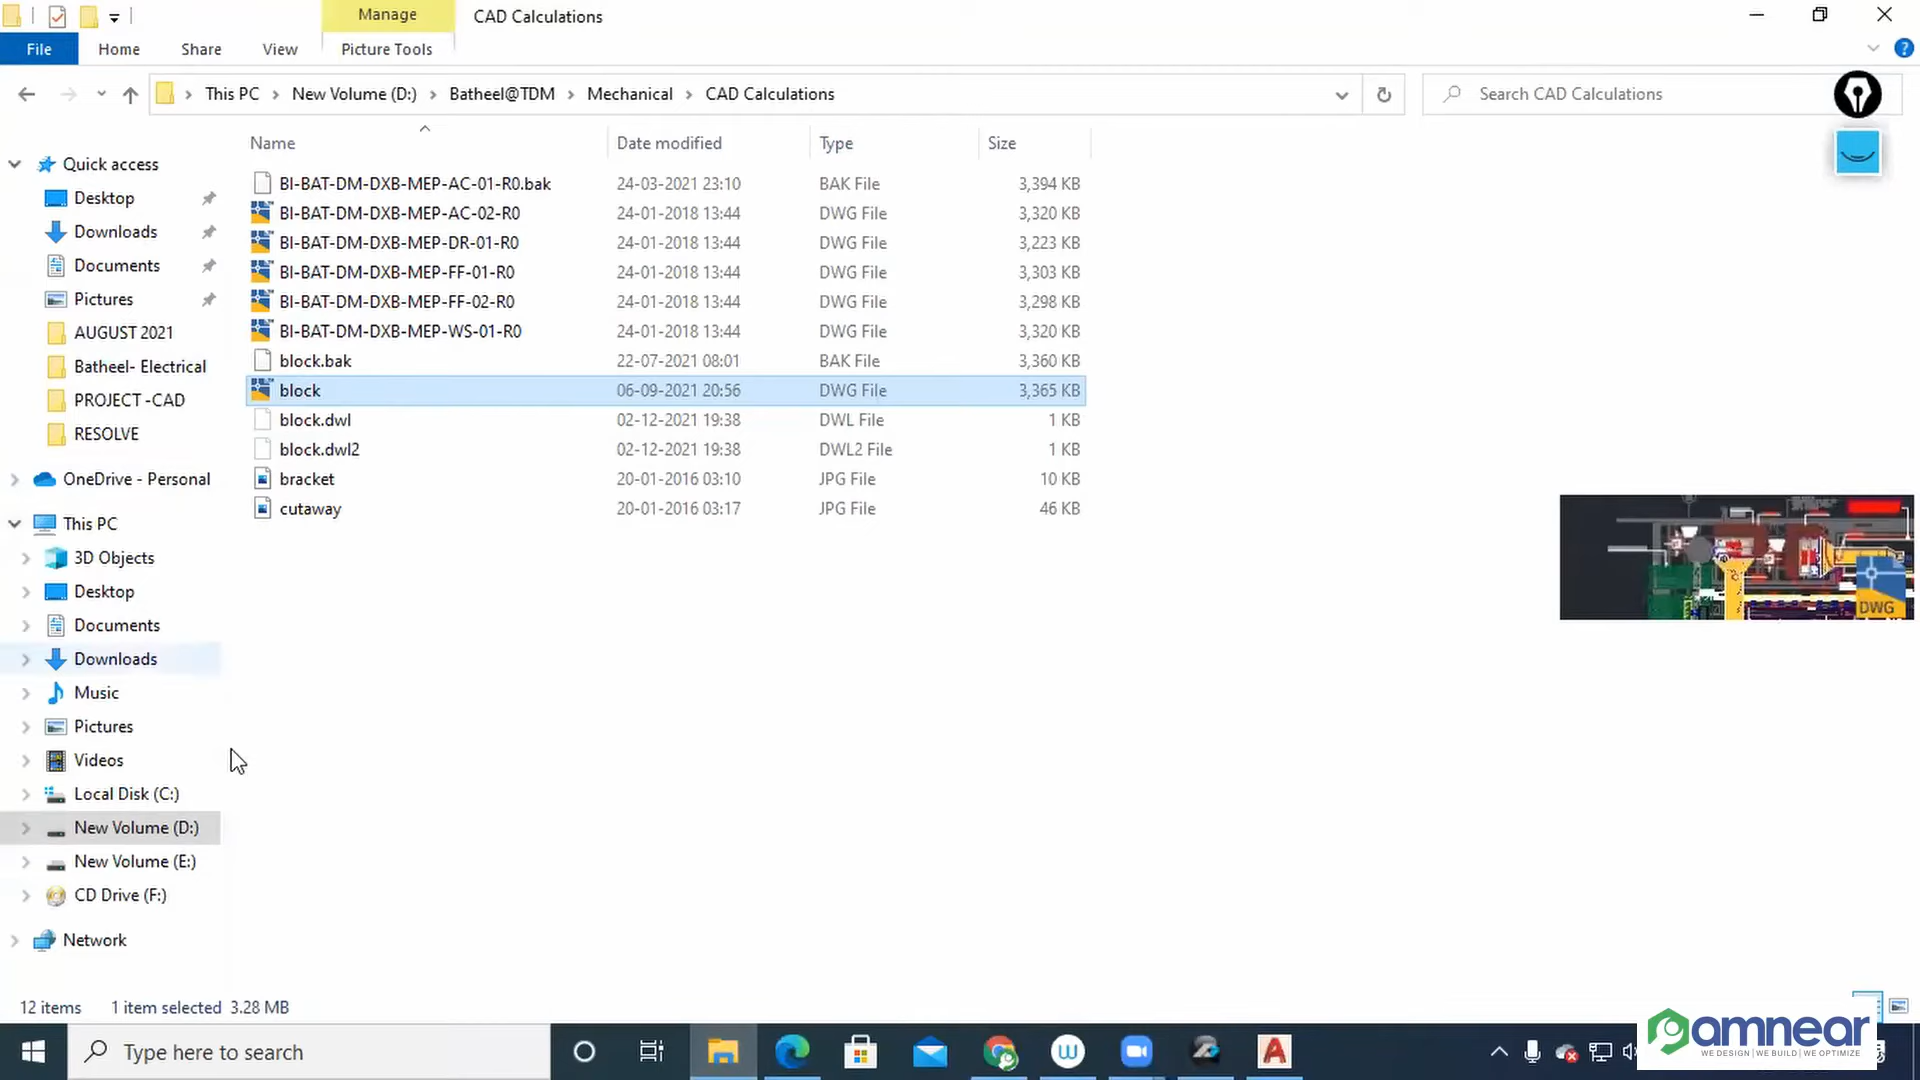 Manage
CAD Calculations
File
Home
Share
View
Picture Tools
This PC
New Volume (D:)
Batheel@TDM
Mechanical
CAD Calculations
Search CAD Calculations
Name
Date modified
Type
Size
BI-BAT-DM-DXB-MEP-AC-01-R0.bak 24-03-2021 23:10 BAK File 3,394 KB
BI-BAT-DM-DXB-MEP-AC-02-R0 24-01-2018 13:44 DWG File 3,320 KB
BI-BAT-DM-DXB-MEP-DR-01-R0 24-01-2018 13:44 DWG File 3,223 KB
BI-BAT-DM-DXB-MEP-FF-01-R0 24-01-2018 13:44 DWG File 3,303 KB
BI-BAT-DM-DXB-MEP-FF-02-R0 24-01-2018 13:44 DWG File 3,298 KB
BI-BAT-DM-DXB-MEP-WS-01-R0 24-01-2018 13:44 DWG File 3,320 KB
block.bak 22-07-2021 08:01 BAK File 3,360 KB
block 06-09-2021 20:56 DWG File 3,365 KB
block.dwl 02-12-2021 19:38 DWL File 1 KB
block.dwl2 02-12-2021 19:38 DWL2 File 1 KB
bracket 20-01-2016 03:10 JPG File 10 KB
cutaway 20-01-2016 03:17 JPG File 46 KB
Quick access
Desktop
Downloads
Documents
Pictures
AUGUST 2021
Batheel- Electrical
PROJECT -CAD
RESOLVE
OneDrive - Personal
This PC
3D Objects
Desktop
Documents
Downloads
Music
Pictures
Videos
Local Disk (C:)
New Volume (D:)
New Volume (E:)
CD Drive (F:)
Network
DWG
12 items
1 item selected 3.28 MB
Type here to search
amnear
WE DESIGN | WE BUILD | WE OPTIMIZE